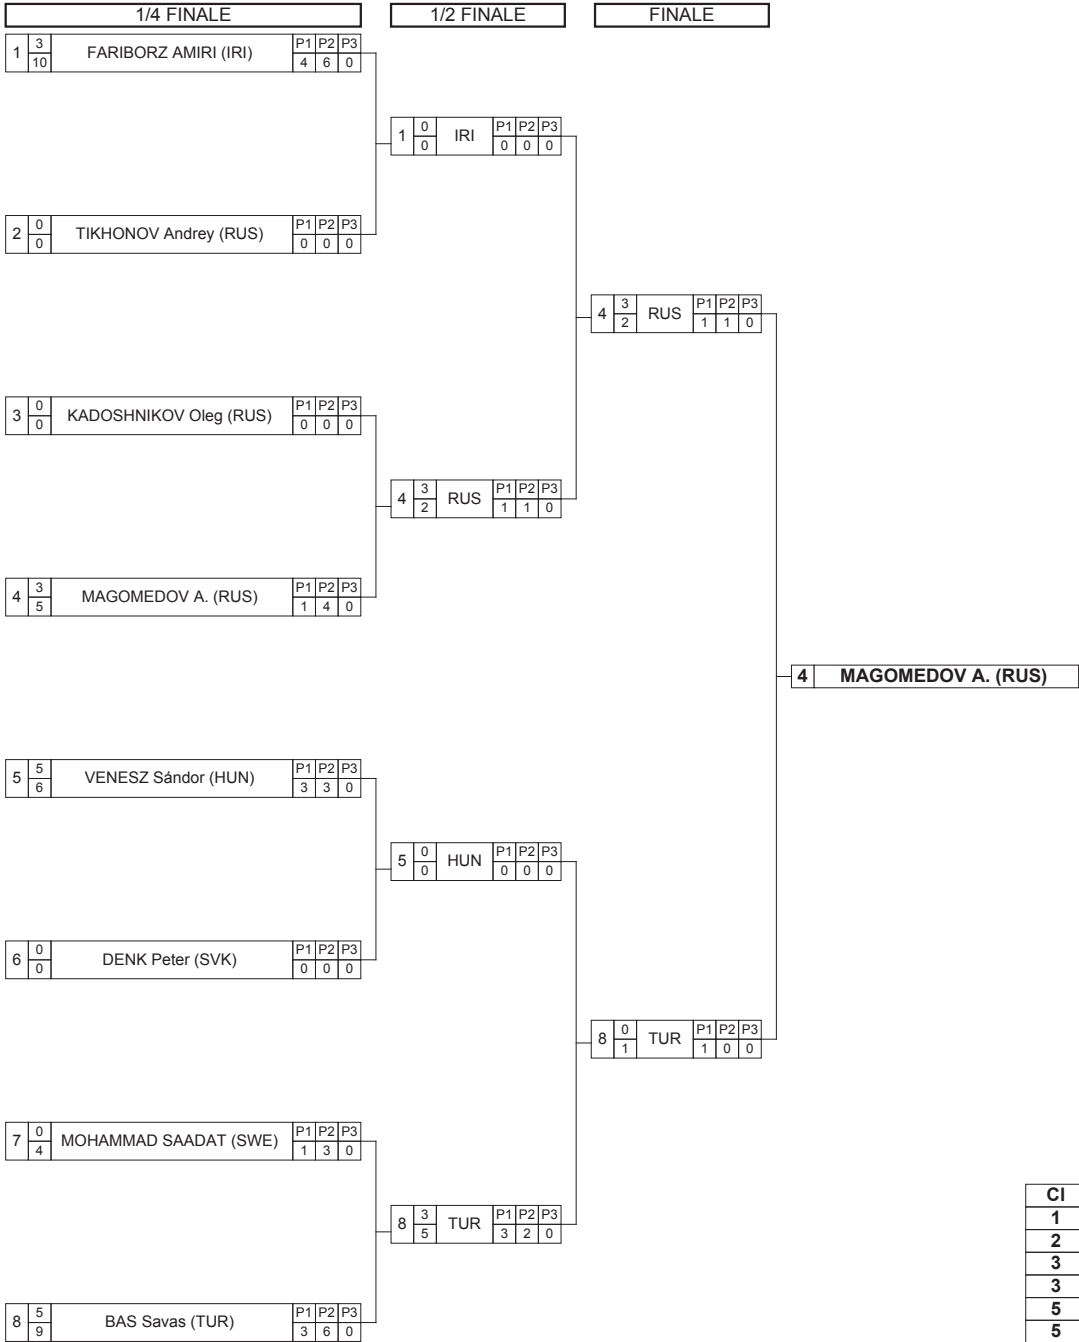 1/4 FINALE 1/2 FINALE FINALE
1 3 10 FARIBORZ AMIRI (IRI) P1 P2 P3 4 6 0
1 0 0 IRI P1 P2 P3 0 0 0
2 0 0 TIKHONOV Andrey (RUS) P1 P2 P3 0 0 0
4 3 2 RUS P1 P2 P3 1 1 0
3 0 0 KADOSHNIKOV Oleg (RUS) P1 P2 P3 0 0 0
4 3 2 RUS P1 P2 P3 1 1 0
4 3 5 MAGOMEDOV A. (RUS) P1 P2 P3 1 4 0
4 MAGOMEDOV A. (RUS)
5 5 6 VENESZ Sándor (HUN) P1 P2 P3 3 3 0
5 0 0 HUN P1 P2 P3 0 0 0
6 0 0 DENK Peter (SVK) P1 P2 P3 0 0 0
8 0 1 TUR P1 P2 P3 1 0 0
7 0 4 MOHAMMAD SAADAT (SWE) P1 P2 P3 1 3 0
8 3 5 TUR P1 P2 P3 3 2 0
8 5 9 BAS Savas (TUR) P1 P2 P3 3 6 0
Cl
1
2
3
3
5
5